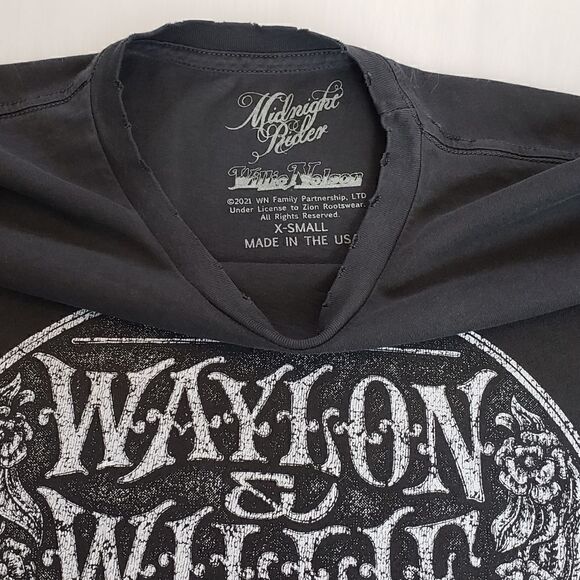 Midnight
Rider
Willie Nelson
©2021 WN Family Partnership, LTD
Under License to Zion Rootswear
All Rights Reserved.
X-SMALL
MADE IN THE USA
WAYLON
&
WILLIE